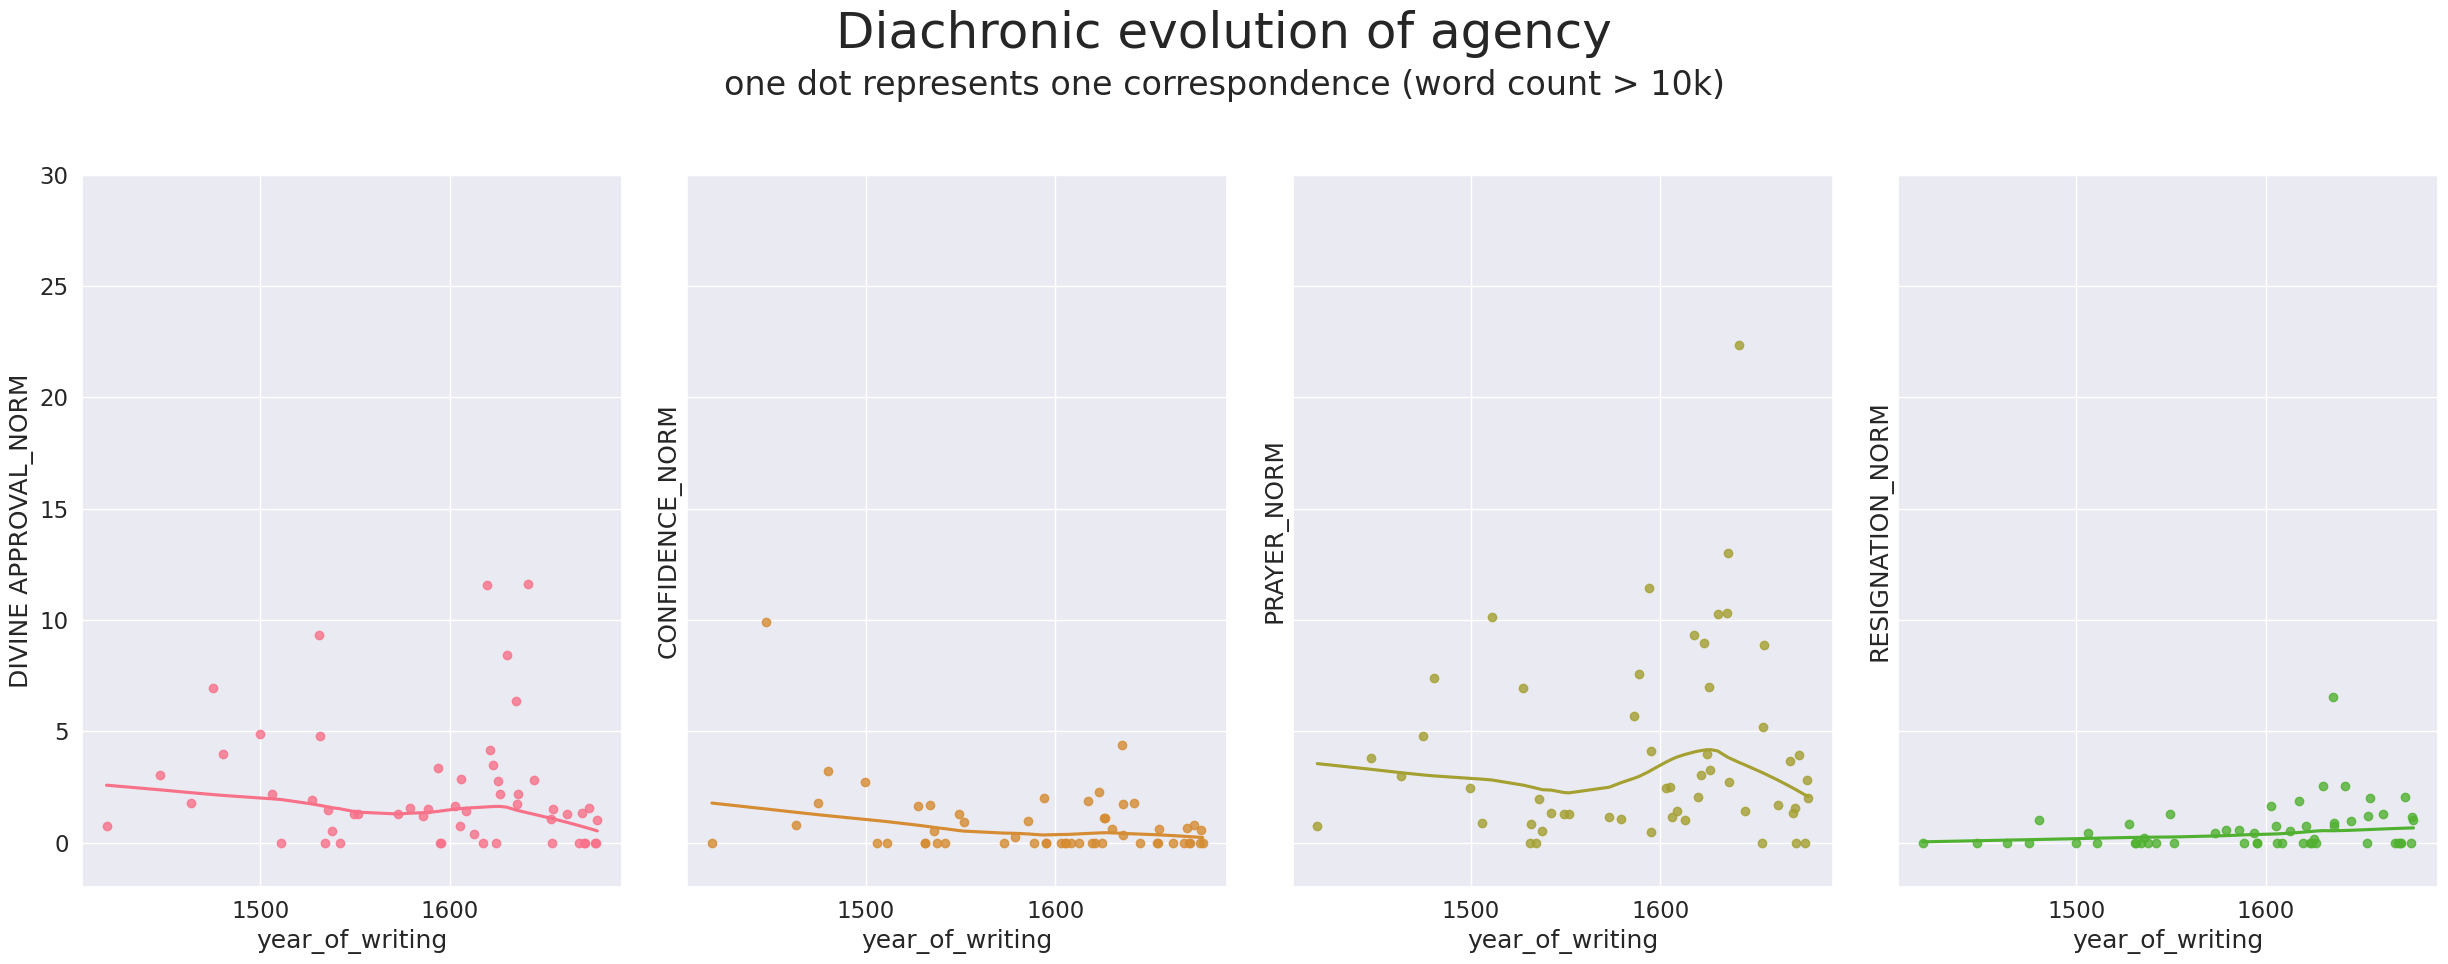 Diachronic evolution of agency
one dot represents one correspondence (word count > 10k)
DIVINE APPROVAL_NORM
30
25
20
15
10
5
0
1500 1600
year_of_writing
CONFIDENCE_NORM
1500 1600
year_of_writing
PRAYER_NORM
1500 1600
year_of_writing
RESIGNATION_NORM
1500 1600
year_of_writing